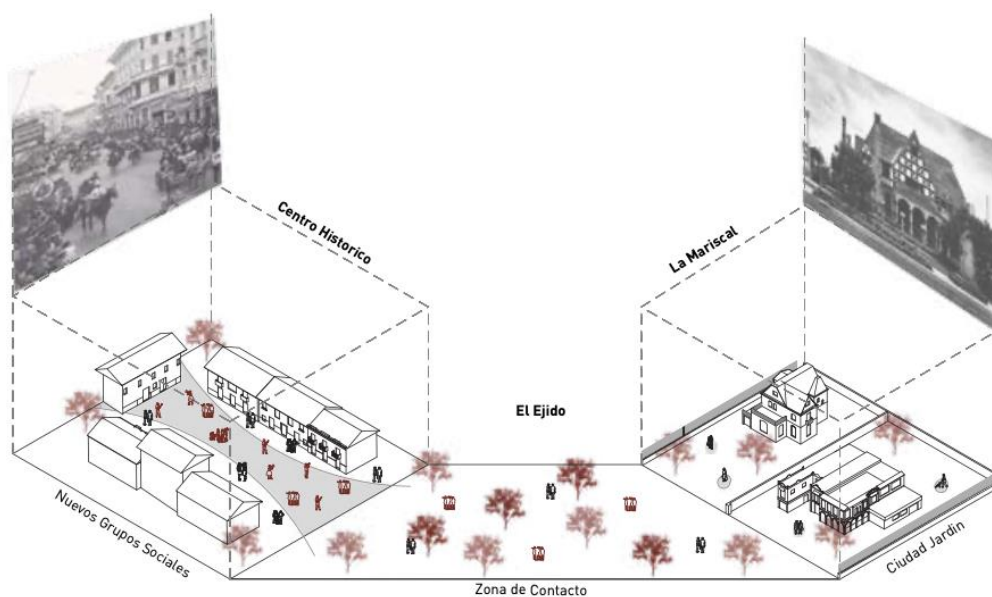 Centro Historico
La Mariscal
El Ejido
Nuevos Grupos Sociales
Zona de Contacto
Ciudad Jardin